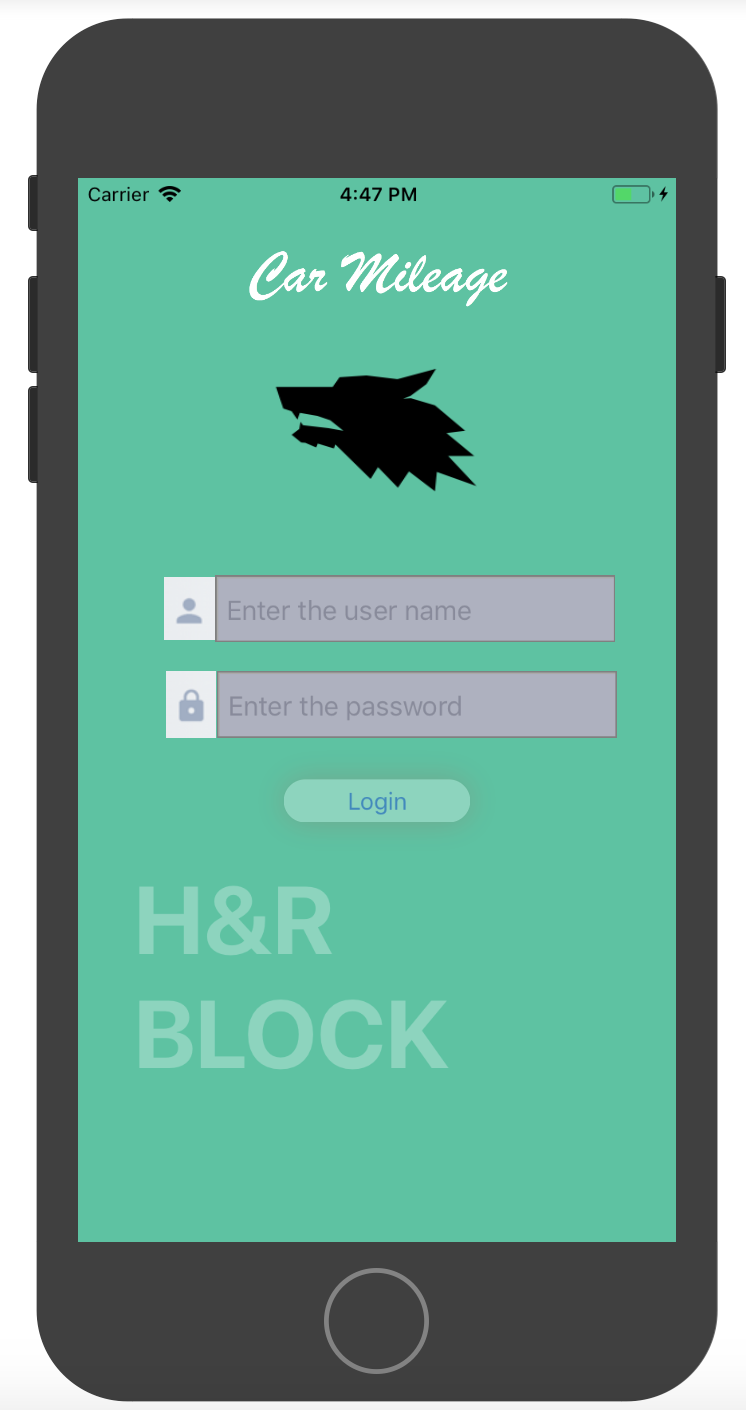 Carrier 4:47 PM
Car Mileage
Enter the user name
Enter the password
Login
H&R
BLOCK